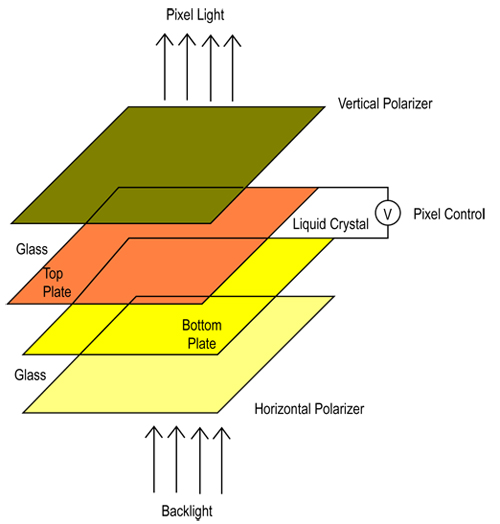 Pixel Light
Vertical Polarizer
Liquid Crystal
V
Pixel Control
Glass
Top
Plate
Bottom
Plate
Glass
Horizontal Polarizer
Backlight